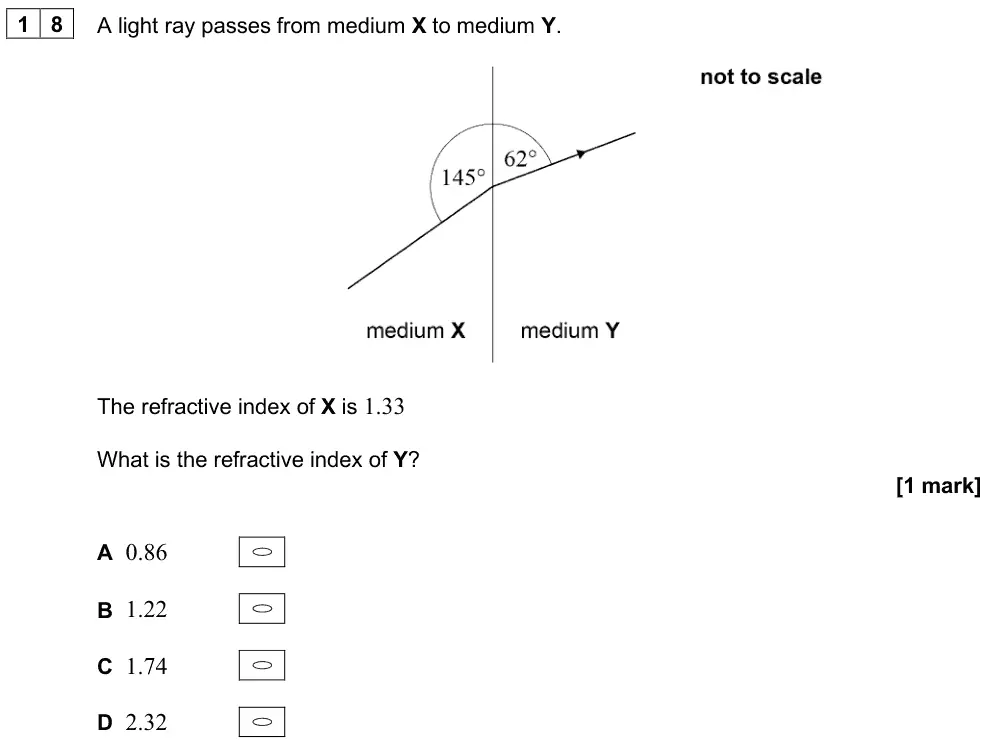 1 8 A light ray passes from medium X to medium Y.
not to scale
145° 62°
medium X medium Y
The refractive index of X is 1.33
What is the refractive index of Y?
[1 mark]
A 0.86
B 1.22
C 1.74
D 2.32